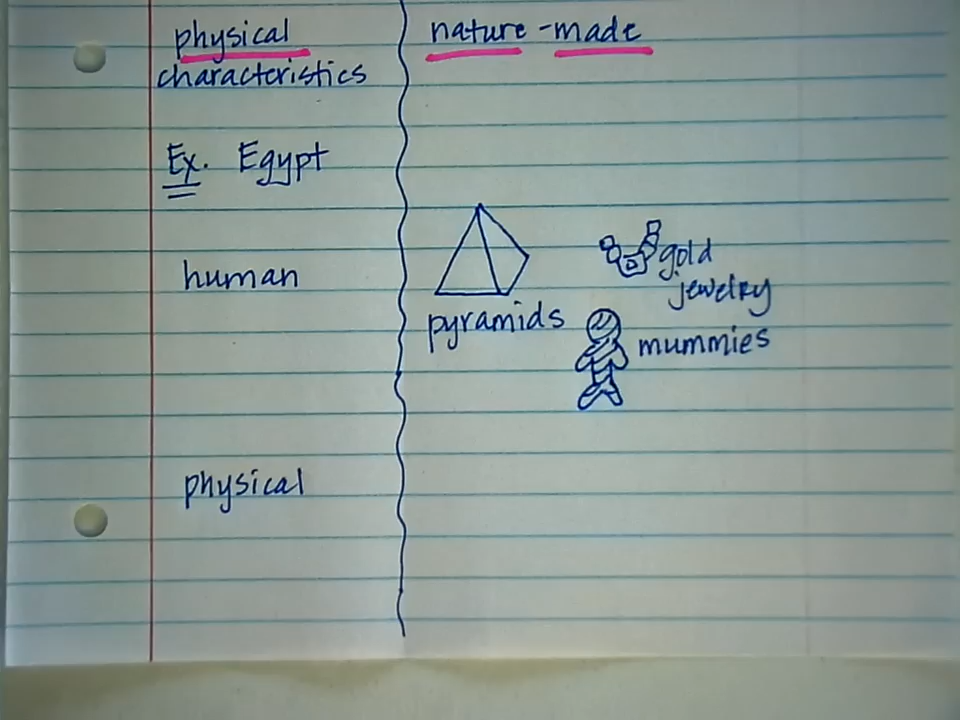 physical nature-made
characteristics
Ex. Egypt
human
gold
jewelry
pyramids
mummies
physical